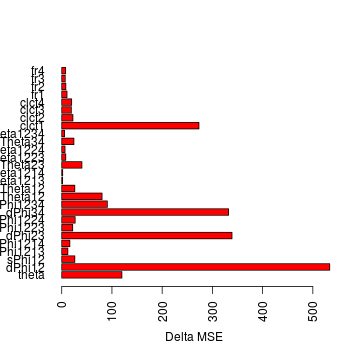 fr4
fr3
fr2
fr1
clct4
clct3
clct2
clct1
eta1234
Theta34
eta1224
eta1223
Theta23
eta1214
eta1213
Theta12
Theta12
Phi1234
dPhi34
Phi1224
Phi1223
dPhi23
Phi1214
Phi1213
sPhi12
dPhi12
theta
0
100
200
300
400
500
Delta MSE